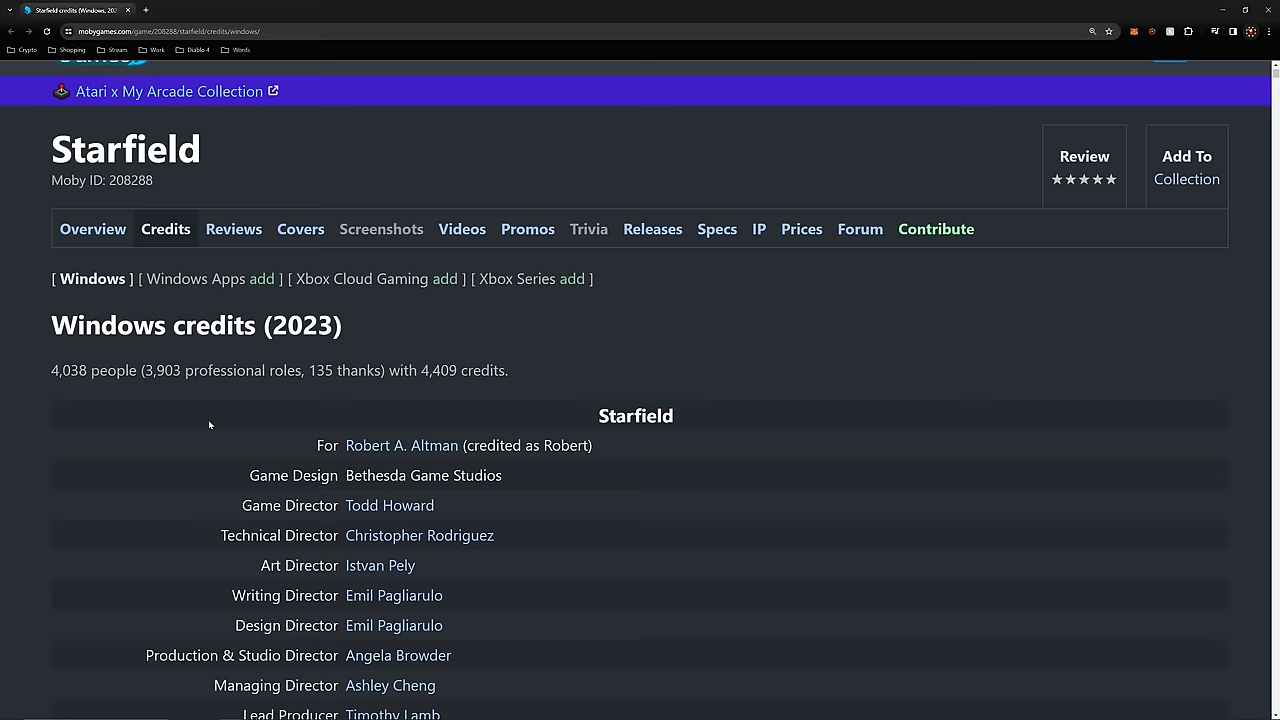 Starfield credits (Windows, 202
mobygames.com/game/208288/starfield/credits/windows/
Crypto Shopping Stream Work Diablo 4 Words
Atari x My Arcade Collection
Starfield
Moby ID: 208288
Review
Add To
Collection
Overview Credits Reviews Covers Screenshots Videos Promos Trivia Releases Specs IP Prices Forum Contribute
[ Windows ] [ Windows Apps add ] [ Xbox Cloud Gaming add ] [ Xbox Series add ]
Windows credits (2023)
4,038 people (3,903 professional roles, 135 thanks) with 4,409 credits.
Starfield
For Robert A. Altman (credited as Robert)
Game Design Bethesda Game Studios
Game Director Todd Howard
Technical Director Christopher Rodriguez
Art Director Istvan Pely
Writing Director Emil Pagliarulo
Design Director Emil Pagliarulo
Production & Studio Director Angela Browder
Managing Director Ashley Cheng
Lead Producer Timothy Lamb